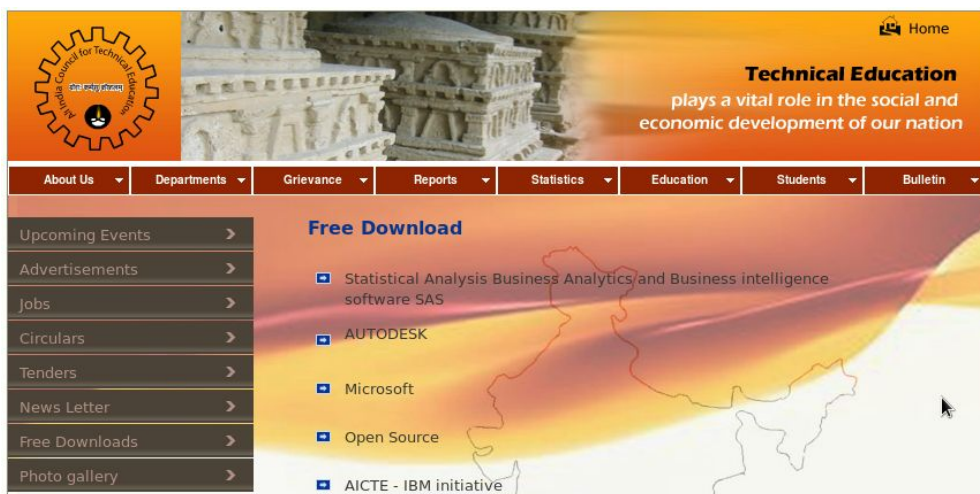 All India Council for Technical Education
Home
Technical Education
plays a vital role in the social and
economic development of our nation
About Us
Departments
Grievance
Reports
Statistics
Education
Students
Bulletin
Upcoming Events
Advertisements
Jobs
Circulars
Tenders
News Letter
Free Downloads
Photo gallery
Free Download
Statistical Analysis Business Analytics and Business intelligence
software SAS
AUTODESK
Microsoft
Open Source
AICTE - IBM initiative